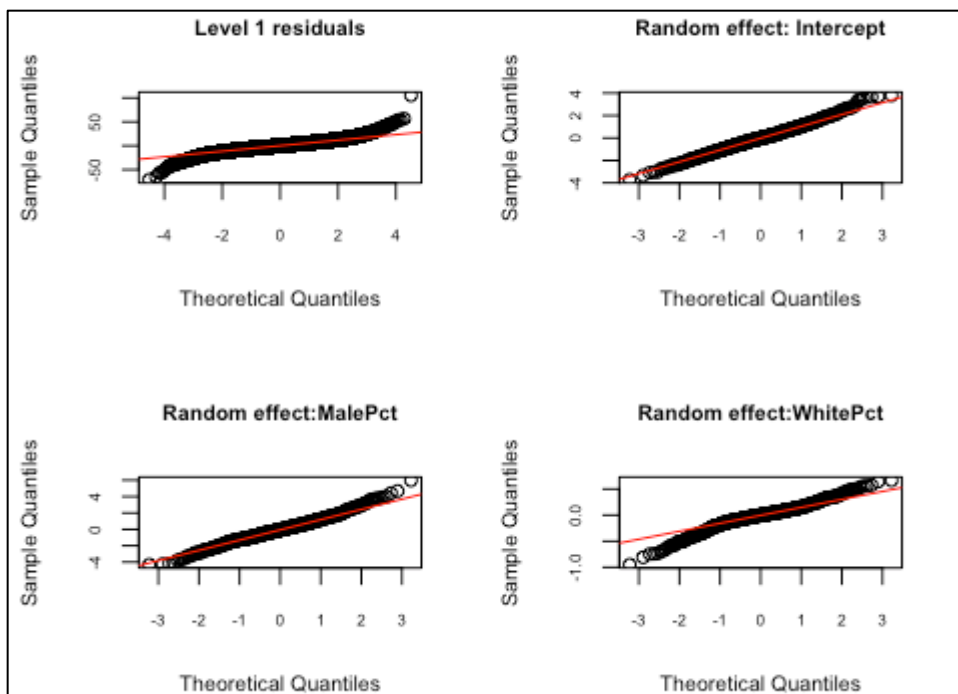 Level 1 residuals
Sample Quantiles
50
-50
-4 -2 0 2 4
Theoretical Quantiles
Random effect: Intercept
Sample Quantiles
4
2
0
-4
-3 -2 -1 0 1 2 3
Theoretical Quantiles
Random effect:MalePct
Sample Quantiles
4
0
-4
-3 -2 -1 0 1 2 3
Theoretical Quantiles
Random effect:WhitePct
Sample Quantiles
0.0
-1.0
-3 -2 -1 0 1 2 3
Theoretical Quantiles